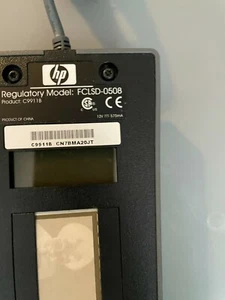 hp
Regulatory Model: FCLSD-0508
Product: C9911B
PRODUCT OF CHINA
C9911B CN7BMA20JT